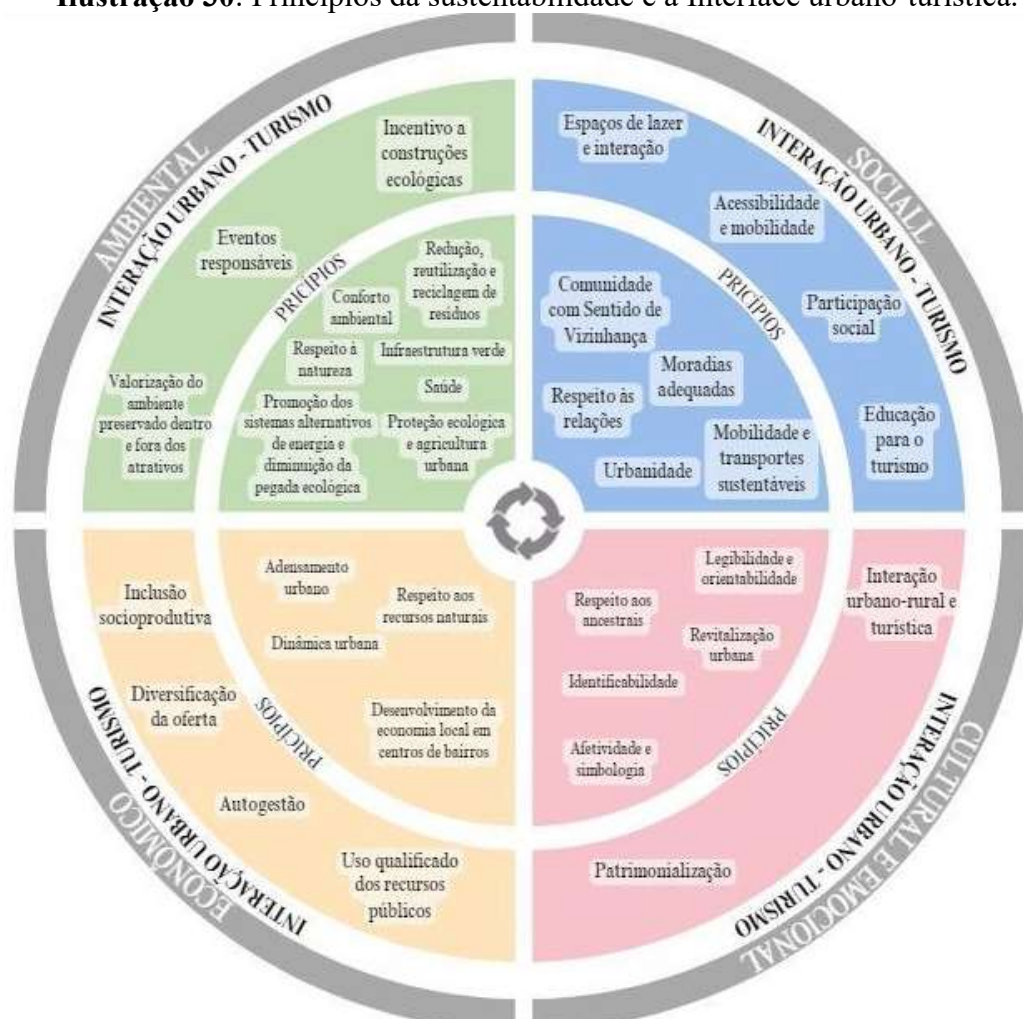 Ilustração 30: Princípios da sustentabilidade e a Interface urbano-turística.
AMBIENTAL
INTERAÇÃO URBANO - TURISMO
Incentivo a
construções
ecológicas
Eventos
responsáveis
Valorização do
ambiente
preservado dentro
e fora dos
atrativos
PRICÍPIOS
Redução,
reutilização e
reciclagem de
resíduos
Conforto
ambiental
Respeito à
natureza
Infraestrutura verde
Saúde
Promoção dos
sistemas alternativos
de energia e
diminuição da
pegada ecológica
Proteção ecológica
e agricultura
urbana
SOCIALL
INTERAÇÃO URBANO - TURISMO
Espaços de lazer
e interação
Acessibilidade
e mobilidade
Participação
social
Educação
para o
turismo
PRICÍPIOS
Comunidade
com Sentido de
Vizinhança
Moradias
adequadas
Respeito às
relações
Mobilidade e
transportes
sustentáveis
Urbanidade
Inclusão
socioprodutiva
Diversificação
da oferta
Autogestão
Uso qualificado
dos recursos
públicos
Adensamento
urbano
Respeito aos
recursos naturais
Dinâmica urbana
Desenvolvimento da
economia local em
centros de bairros
PRICÍPIOS
INTERAÇÃO URBANO - TURISMO
ECONÔMICO
Legibilidade e
orientabilidade
Respeito aos
ancestrais
Revitalização
urbana
Identificabilidade
Afetividade e
simbologia
PRICÍPIOS
Interação
urbano-rural e
turística
Patrimonialização
INTERAÇÃO URBANO - TURISMO
CULTURAL E EMOCIONAL